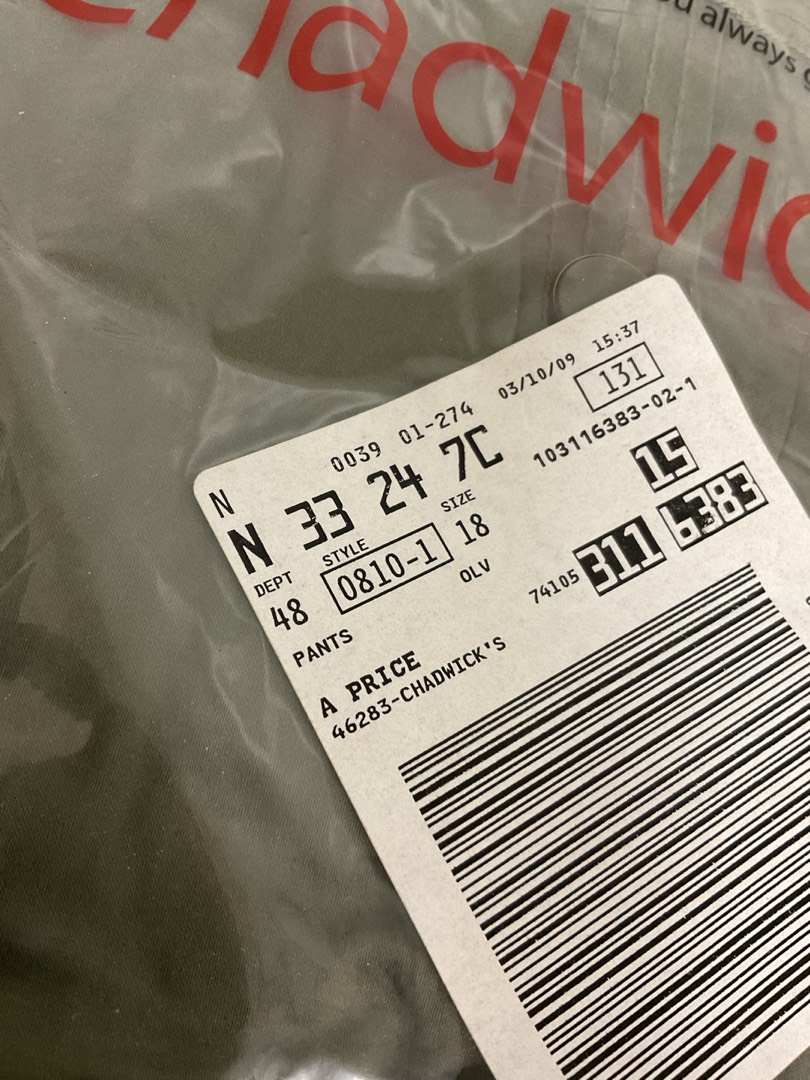 chadwic
ou always g
0039 01-274 03/10/09 15:37
N
N 33 24 7C
131
103116383-02-1
DEPT STYLE SIZE
48 0810-1 18
15
OLV
74105 311 6383
PANTS
A PRICE
46283-CHADWICK'S